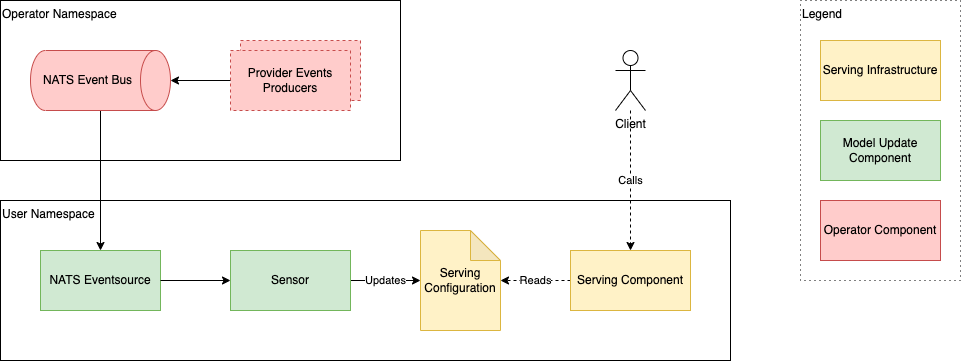 Operator Namespace
NATS Event Bus
Provider Events
Producers
Client
Calls
User Namespace
NATS Eventsource
Sensor
Updates
Serving
Configuration
Reads
Serving Component
Legend
Serving Infrastructure
Model Update
Component
Operator Component